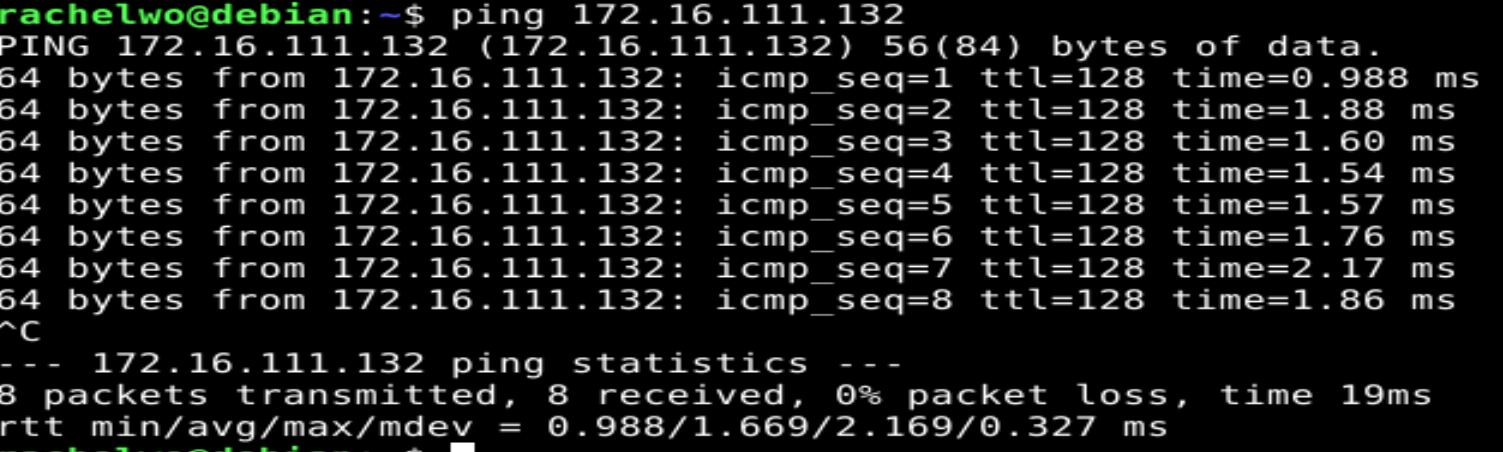 rachelwo@debian:~$ ping 172.16.111.132
PING 172.16.111.132 (172.16.111.132) 56(84) bytes of data.
64 bytes from 172.16.111.132: icmp_seq=1 ttl=128 time=0.988 ms
64 bytes from 172.16.111.132: icmp_seq=2 ttl=128 time=1.88 ms
64 bytes from 172.16.111.132: icmp_seq=3 ttl=128 time=1.60 ms
64 bytes from 172.16.111.132: icmp_seq=4 ttl=128 time=1.54 ms
64 bytes from 172.16.111.132: icmp_seq=5 ttl=128 time=1.57 ms
64 bytes from 172.16.111.132: icmp_seq=6 ttl=128 time=1.76 ms
64 bytes from 172.16.111.132: icmp_seq=7 ttl=128 time=2.17 ms
64 bytes from 172.16.111.132: icmp_seq=8 ttl=128 time=1.86 ms
^C
--- 172.16.111.132 ping statistics ---
8 packets transmitted, 8 received, 0% packet loss, time 19ms
rtt min/avg/max/mdev = 0.988/1.669/2.169/0.327 ms
rachelwo@debian:~$